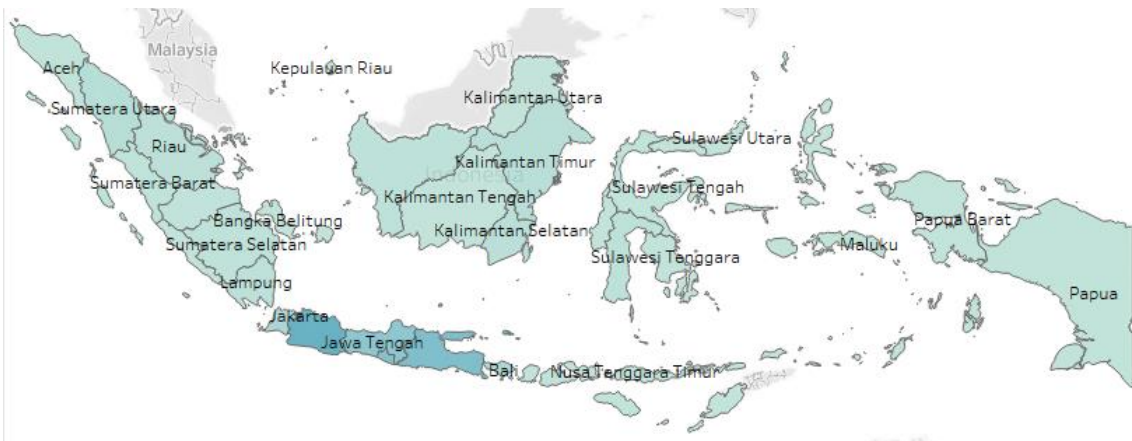 Malaysia
Aceh
Kepulauan Riau
Kalimantan Utara
Sumatera Utara
Sulawesi Utara
Riau
Kalimantan Timur
Indonesia
Sumatera Barat
Sulawesi Tengah
Kalimantan Tengah
Bangka Belitung
Papua Barat
Kalimantan Selatan
Sumatera Selatan
Maluku
Sulawesi Tenggara
Lampung
Papua
Jakarta
Jawa Tengah
Bali
Nusa Tenggara Timur